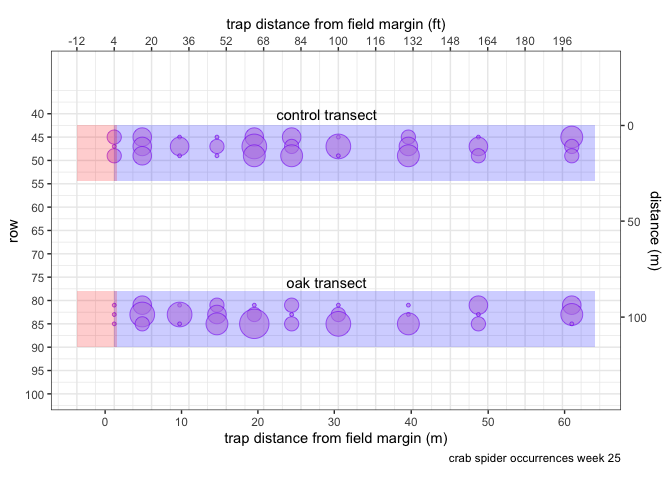 trap distance from field margin (ft)
-12 4 20 36 52 68 84 100 116 132 148 164 180 196
control transect
40
45
50
55
60
65
70
75
80
85
90
95
100
row
0
50
100
distance (m)
oak transect
0 10 20 30 40 50 60
trap distance from field margin (m)
crab spider occurrences week 25